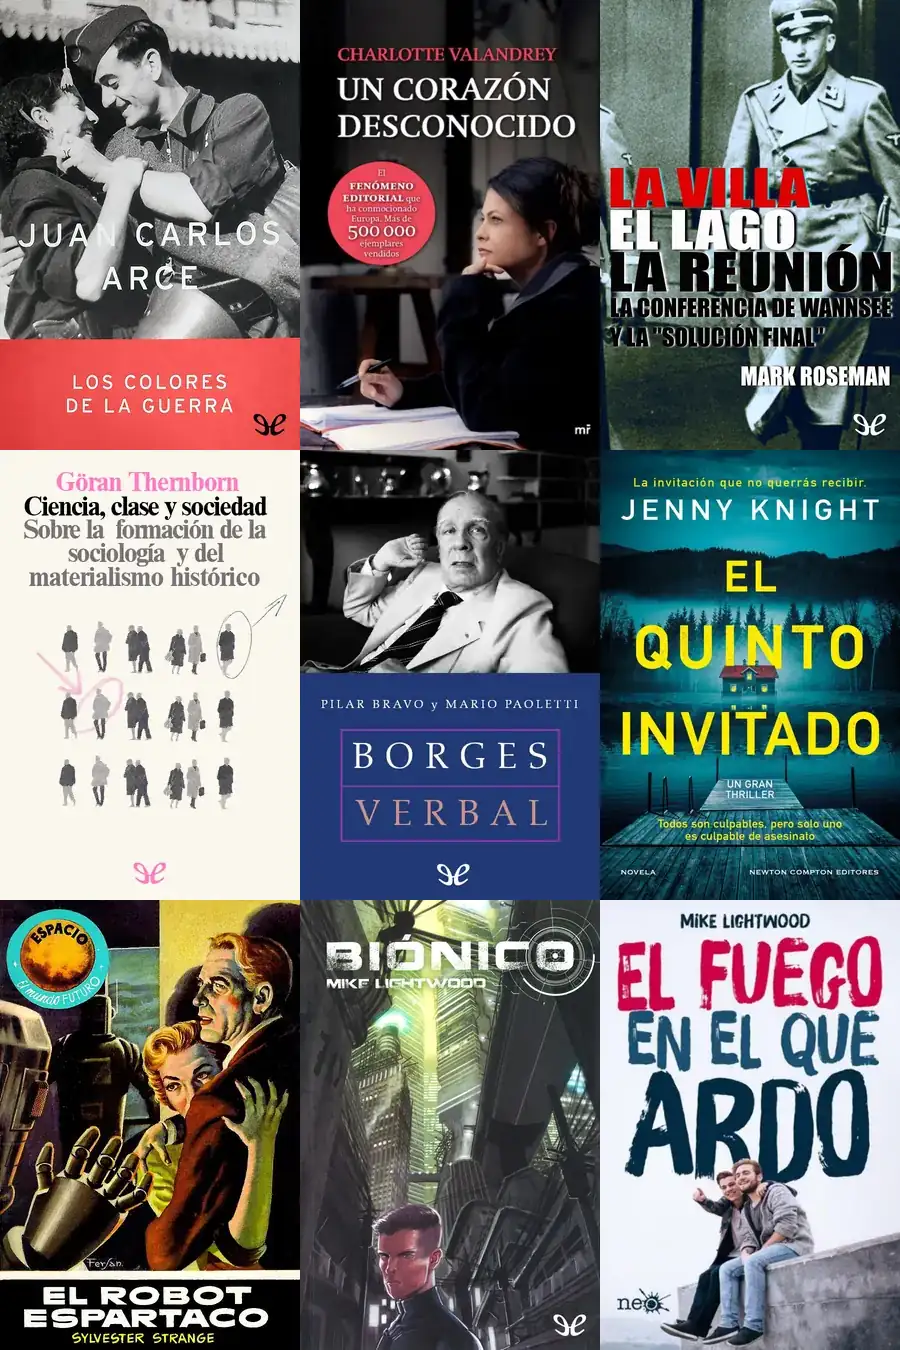 JUAN CARLOS
ARCE
LOS COLORES
DE LA GUERRA
CHARLOTTE VALANDREY
UN CORAZÓN
DESCONOCIDO
El
FENÓMENO
EDITORIAL que
ha conmocionado
Europa. Más de
500 000
ejemplares
vendidos
mr
LA VILLA
EL LAGO
LA REUNIÓN
LA CONFERENCIA DE WANNSEE
Y LA "SOLUCIÓN FINAL"
MARK ROSEMAN
Göran Thernborn
Ciencia, clase y sociedad
Sobre la formación de la
sociología y del
materialismo histórico
PILAR BRAVO y MARIO PAOLETTI
BORGES
VERBAL
La invitación que no querrás recibir.
JENNY KNIGHT
EL
QUINTO
INVITADO
UN GRAN
THRILLER
Todos son culpables, pero solo uno
es culpable de asesinato
NOVELA
NEWTON COMPTON EDITORES
ESPACIO
El mundo FUTURO
Fersan.
EL ROBOT
ESPARTACO
SYLVESTER STRANGE
BIÓNICO
MIKE LIGHTWOOD
MIKE LIGHTWOOD
EL FUEGO
EN EL QUE
ARDO
neo